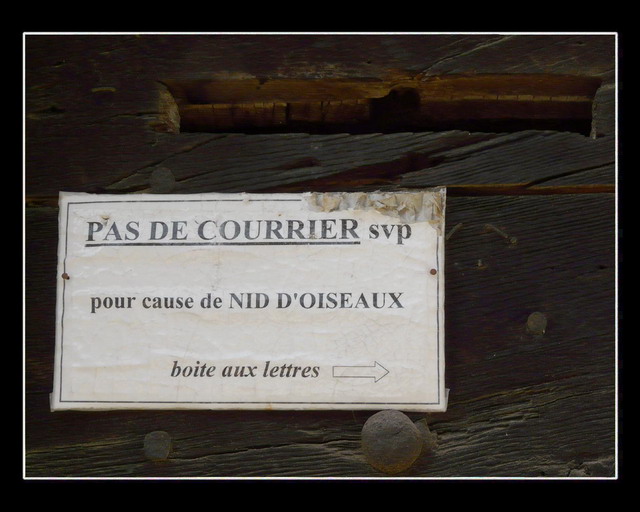 PAS DE COURRIER svp
pour cause de NID D'OISEAUX
boite aux lettres